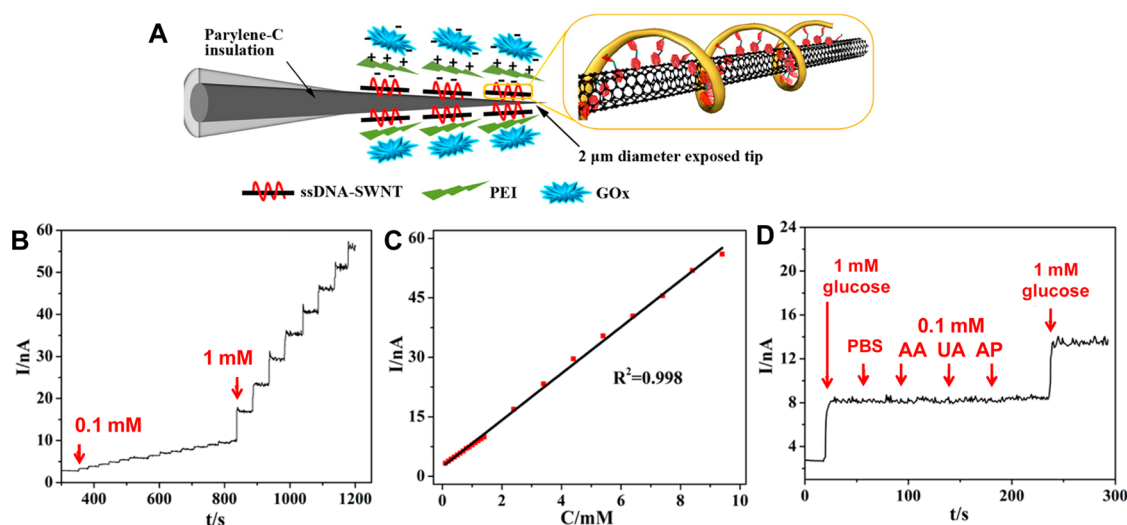 A
Parylene-C
insulation
2 µm diameter exposed tip
ssDNA-SWNT PEI GOx
B
I/nA
60
50
40
30
20
10
0
0.1 mM
1 mM
400 600 800 1000 1200
t/s
C
I/nA
60
45
30
15
0
R²=0.998
0 2 4 6 8 10
C/mM
D
I/nA
24
20
16
12
8
4
1 mM
glucose
PBS
0.1 mM
AA UA AP
1 mM
glucose
0 100 200 300
t/s